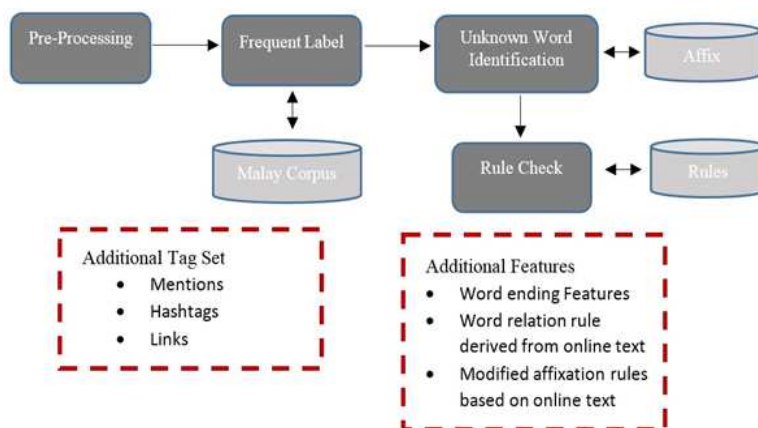 Pre-Processing
Frequent Label
Unknown Word
Identification
Affix
Malay Corpus
Rule Check
Rules
Additional Tag Set
• Mentions
• Hashtags
• Links
Additional Features
• Word ending Features
• Word relation rule
derived from online text
• Modified affixation rules
based on online text